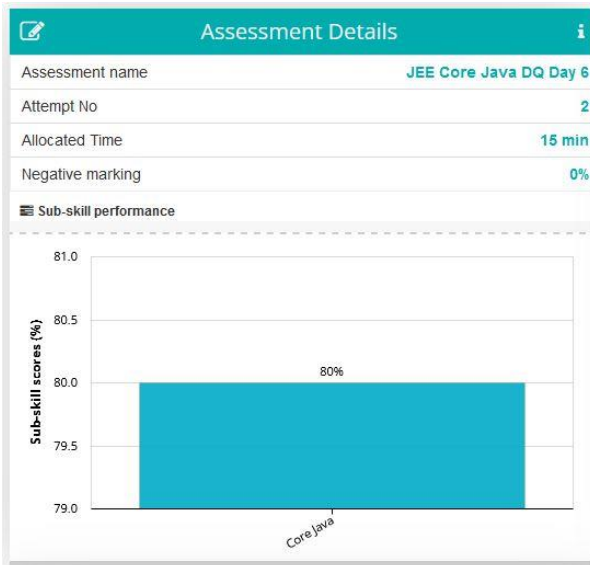 Assessment Details
Assessment name JEE Core Java DQ Day 6
Attempt No 2
Allocated Time 15 min
Negative marking 0%
Sub-skill performance
81.0
80.5
80.0
79.5
79.0
Sub-skill scores (%)
80%
Core Java